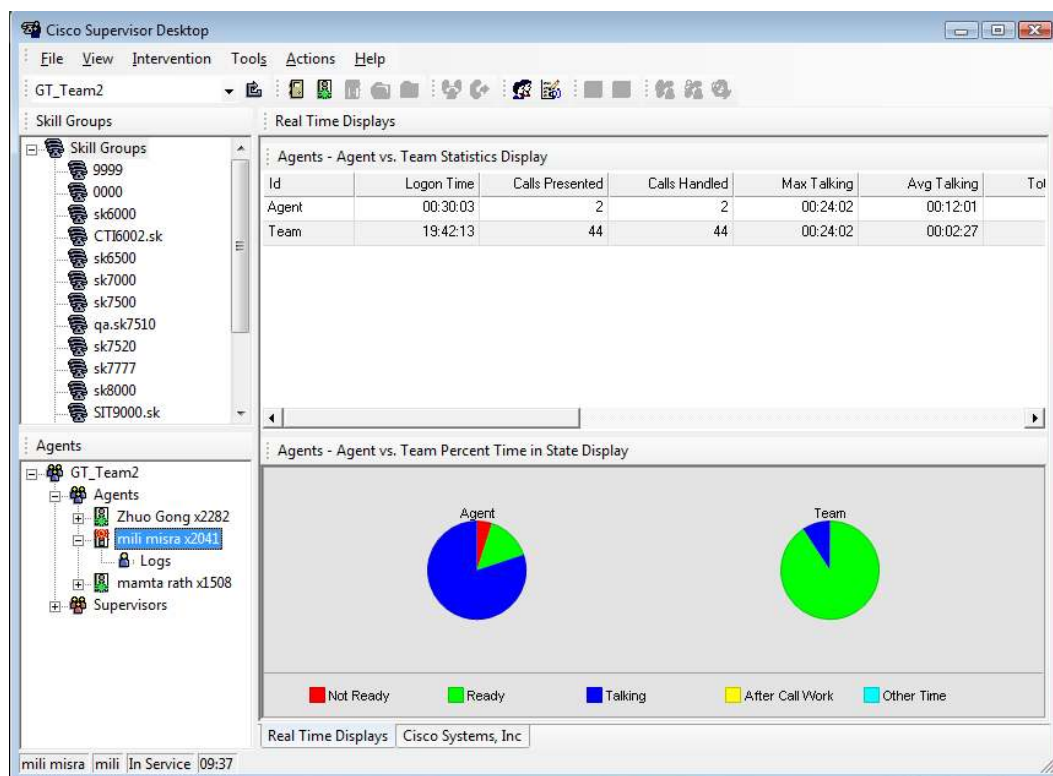 Cisco Supervisor Desktop
File View Intervention Tools Actions Help
GT_Team2
Skill Groups
Skill Groups
9999
0000
sk6000
CTI6002.sk
sk6500
sk7000
sk7500
qa.sk7510
sk7520
sk7777
sk8000
SIT9000.sk
Agents
GT_Team2
Agents
Zhuo Gong x2282
mili misra x2041
Logs
mamta rath x1508
Supervisors
Real Time Displays
Agents - Agent vs. Team Statistics Display
Id Logon Time Calls Presented Calls Handled Max Talking Avg Talking Tot
Agent 00:30:03 2 2 00:24:02 00:12:01
Team 19:42:13 44 44 00:24:02 00:02:27
Agents - Agent vs. Team Percent Time in State Display
Agent Team
Not Ready Ready Talking After Call Work Other Time
Real Time Displays Cisco Systems, Inc
mili misra mili In Service 09:37